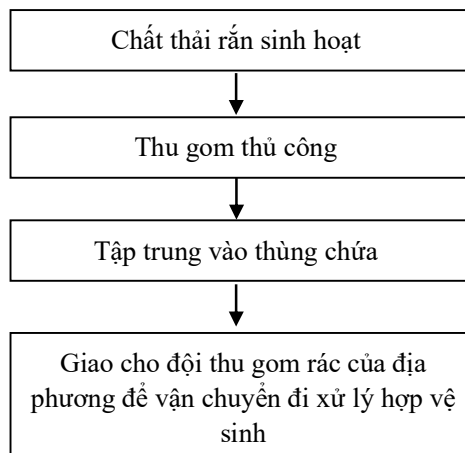 Chất thải rắn sinh hoạt
Thu gom thủ công
Tập trung vào thùng chứa
Giao cho đội thu gom rác của địa
phương để vận chuyển đi xử lý hợp vệ
sinh